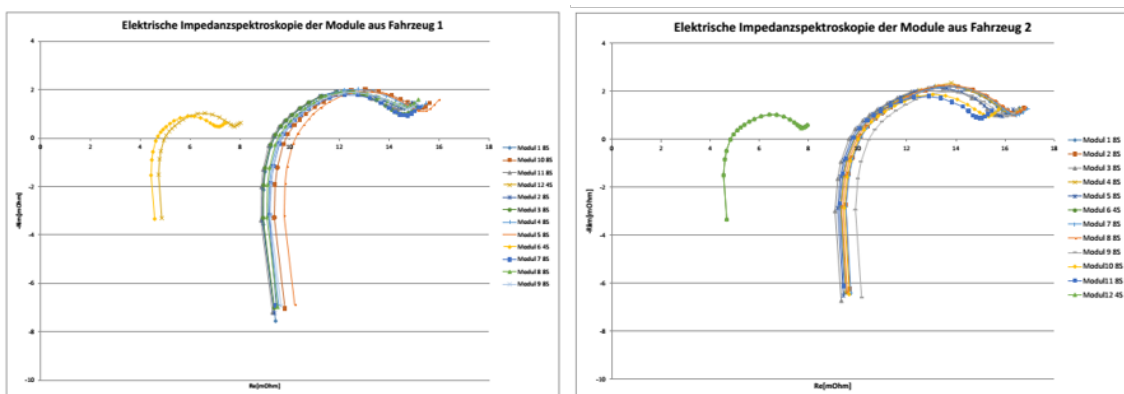 Elektrische Impedanzspektroskopie der Module aus Fahrzeug 1
4
2
0
-2
-4
-6
-8
-10
0
2
4
6
8
10
12
14
16
18
-Im[mOhm]
Re[mOhm]
Modul 1 8S
Modul 10 8S
Modul 11 8S
Modul 12 4S
Modul 2 8S
Modul 3 8S
Modul 4 8S
Modul 5 8S
Modul 6 4S
Modul 7 8S
Modul 8 8S
Modul 9 8S
Elektrische Impedanzspektroskopie der Module aus Fahrzeug 2
4
2
0
-2
-4
-6
-8
-10
0
2
4
6
8
10
12
14
16
18
Re[mOhm]
Modul 1 8S
Modul 2 8S
Modul 3 8S
Modul 4 8S
Modul 5 8S
Modul 6 4S
Modul 7 8S
Modul 8 8S
Modul 9 8S
Modul10 8S
Modul11 8S
Modul12 4S